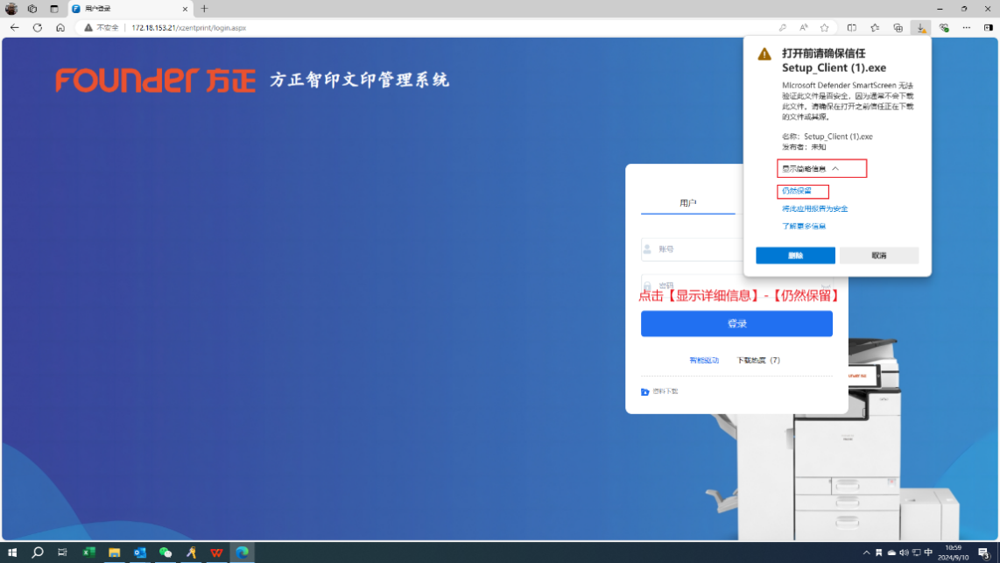 用户登录
不安全
172.18.153.21/xzentprint/login.aspx
Founder 方正
方正智印文印管理系统
打开前请确保信任
Setup_Client (1).exe
Microsoft Defender SmartScreen 无法
验证此文件是否安全，因为通常不会下载
此文件。请确保在打开之前信任正在下载
的文件或其源。
名称：Setup_Client (1).exe
发布者：未知
显示简略信息
仍然保留
将此应用报告为安全
了解更多信息
删除
取消
用户
账号
密码
点击【显示详细信息】-【仍然保留】
登录
智能驱动
下载热度（7）
资料下载
中
10:59
2024/9/10